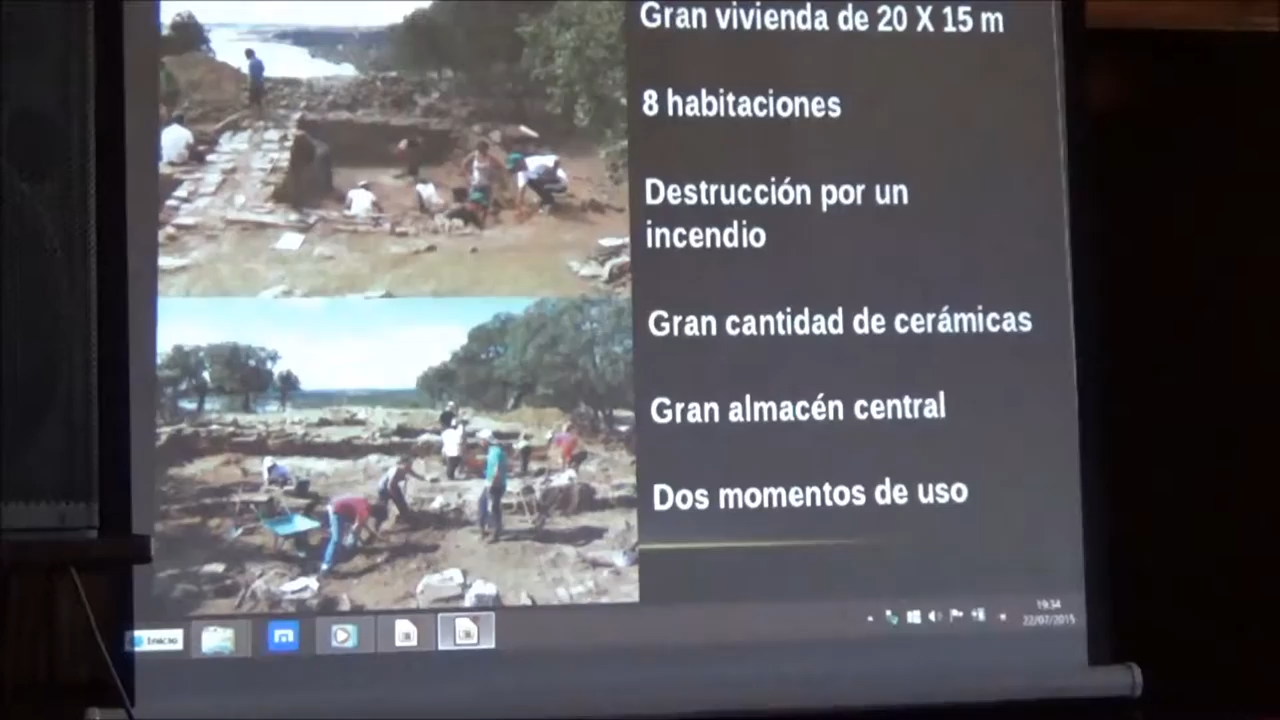 Gran vivienda de 20 X 15 m
8 habitaciones
Destrucción por un
incendio
Gran cantidad de cerámicas
Gran almacén central
Dos momentos de uso
Inicio
19:34
22/07/2015